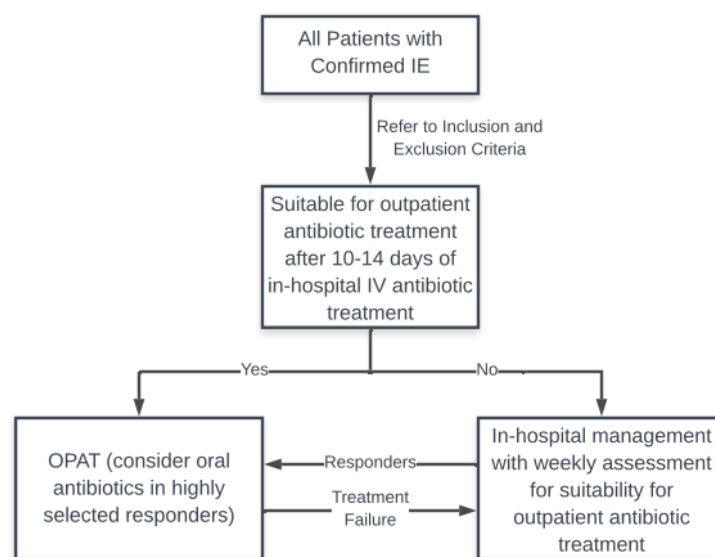 All Patients with
Confirmed IE
Refer to Inclusion and
Exclusion Criteria
Suitable for outpatient
antibiotic treatment
after 10-14 days of
in-hospital IV antibiotic
treatment
Yes
No
OPAT (consider oral
antibiotics in highly
selected responders)
Responders
Treatment
Failure
In-hospital management
with weekly assessment
for suitability for
outpatient antibiotic
treatment